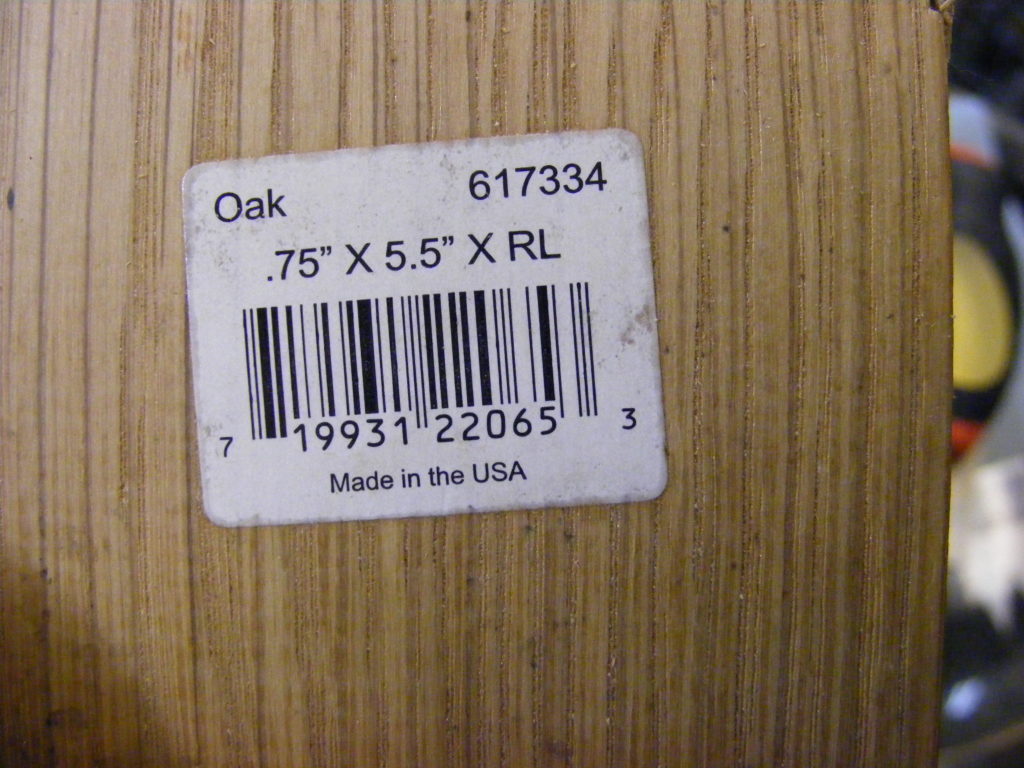 Oak 617334
.75” X 5.5” X RL
7 19931 22065 3
Made in the USA